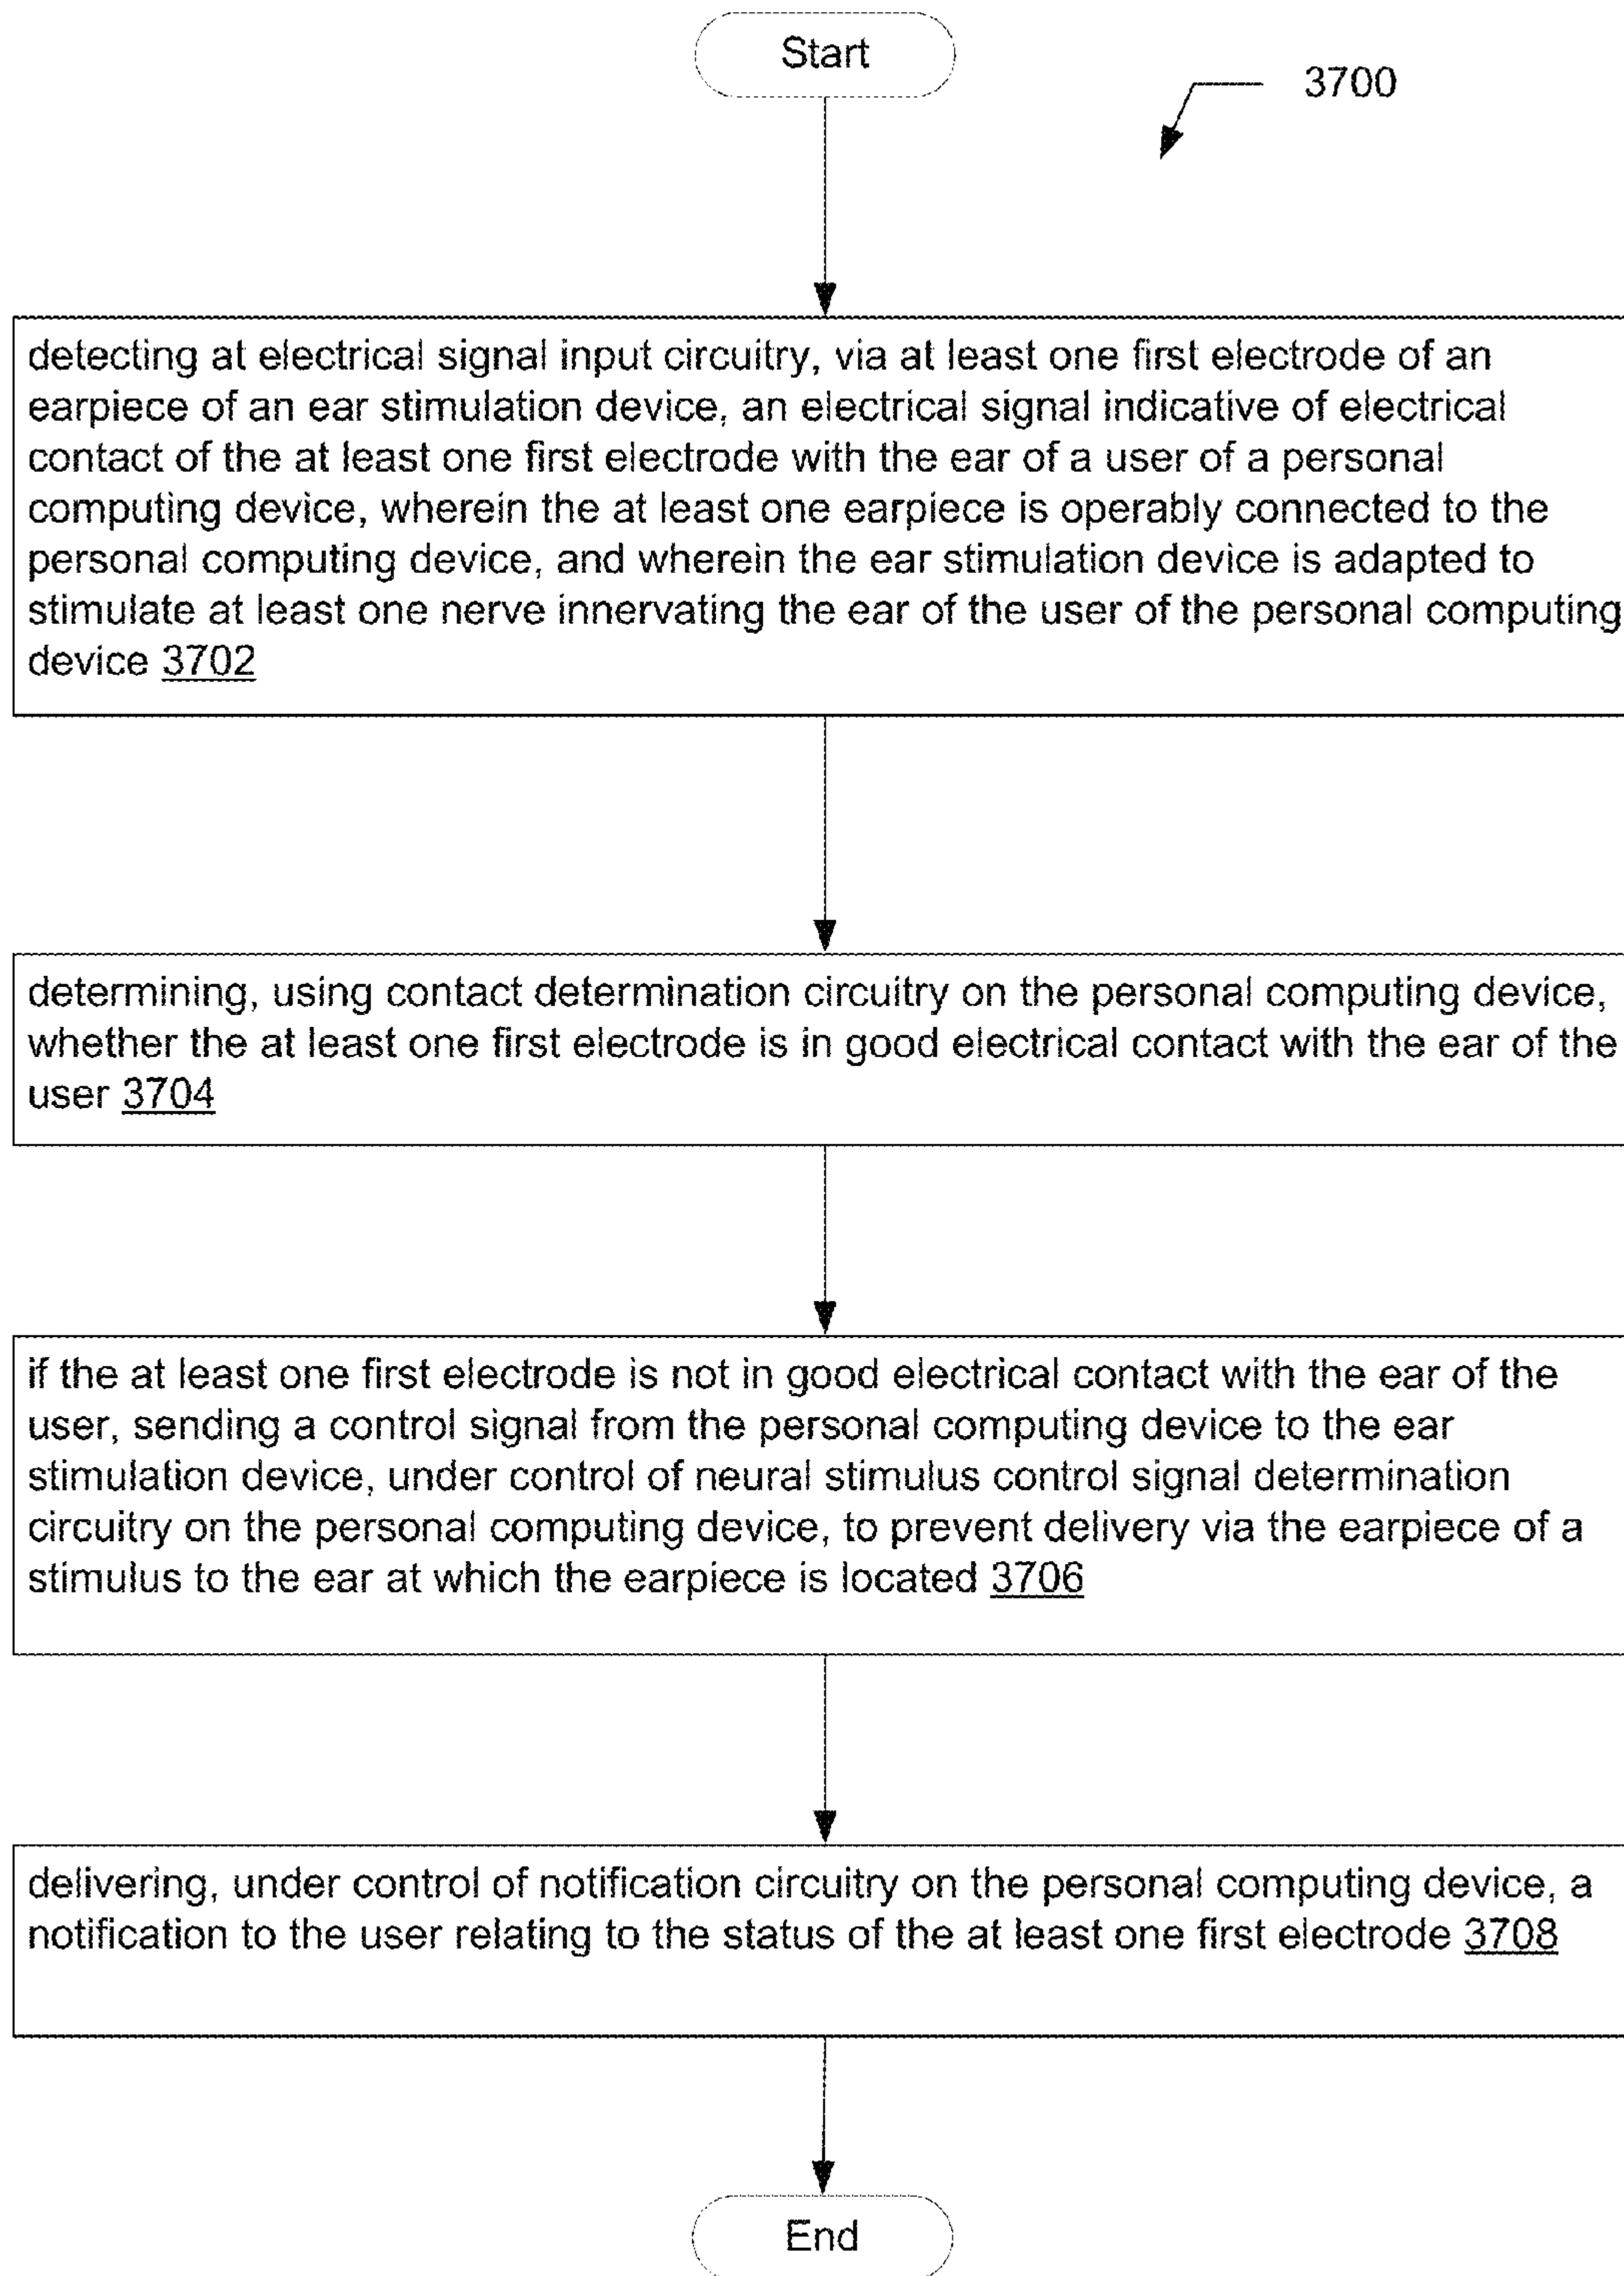 Start
3700
detecting at electrical signal input circuitry, via at least one first electrode of an
earpiece of an ear stimulation device, an electrical signal indicative of electrical
contact of the at least one first electrode with the ear of a user of a personal
computing device, wherein the at least one earpiece is operably connected to the
personal computing device, and wherein the ear stimulation device is adapted to
stimulate at least one nerve innervating the ear of the user of the personal computing
device 3702
determining, using contact determination circuitry on the personal computing device,
whether the at least one first electrode is in good electrical contact with the ear of the
user 3704
if the at least one first electrode is not in good electrical contact with the ear of the
user, sending a control signal from the personal computing device to the ear
stimulation device, under control of neural stimulus control signal determination
circuitry on the personal computing device, to prevent delivery via the earpiece of a
stimulus to the ear at which the earpiece is located 3706
delivering, under control of notification circuitry on the personal computing device, a
notification to the user relating to the status of the at least one first electrode 3708
End